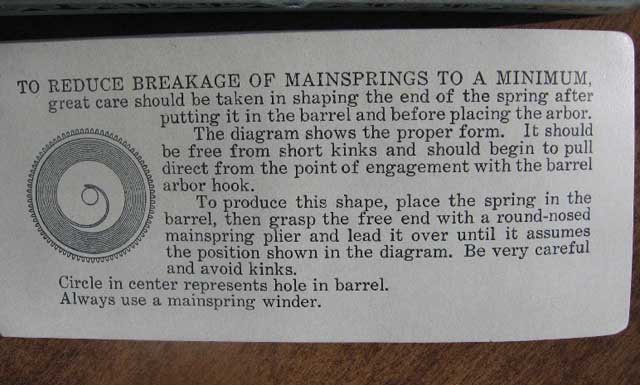 TO REDUCE BREAKAGE OF MAINSPRINGS TO A MINIMUM,
great care should be taken in shaping the end of the spring after
putting it in the barrel and before placing the arbor.
The diagram shows the proper form. It should
be free from short kinks and should begin to pull
direct from the point of engagement with the barrel
arbor hook.
To produce this shape, place the spring in the
barrel, then grasp the free end with a round-nosed
mainspring plier and lead it over until it assumes
the position shown in the diagram. Be very careful
and avoid kinks.
Circle in center represents hole in barrel.
Always use a mainspring winder.